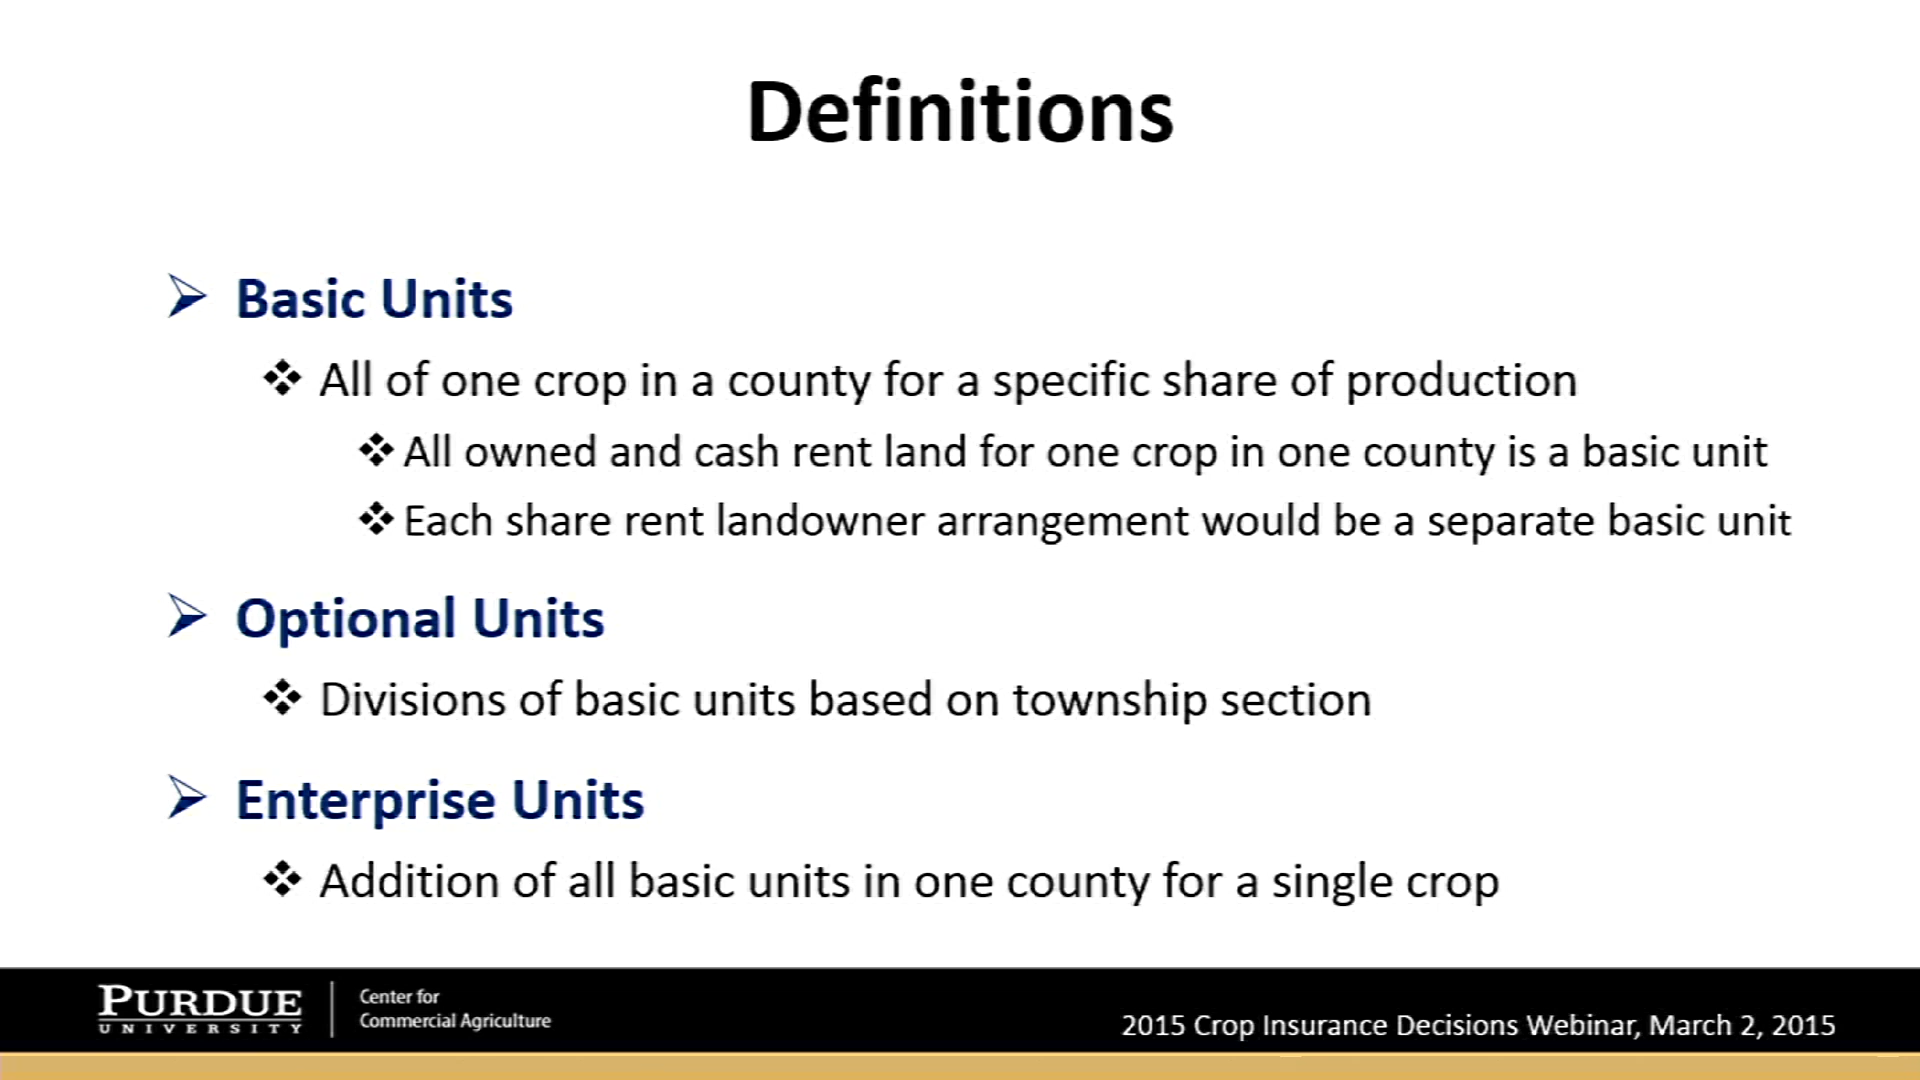 Definitions
Basic Units
All of one crop in a county for a specific share of production
All owned and cash rent land for one crop in one county is a basic unit
Each share rent landowner arrangement would be a separate basic unit
Optional Units
Divisions of basic units based on township section
Enterprise Units
Addition of all basic units in one county for a single crop
PURDUE
UNIVERSITY
Center for
Commercial Agriculture
2015 Crop Insurance Decisions Webinar, March 2, 2015